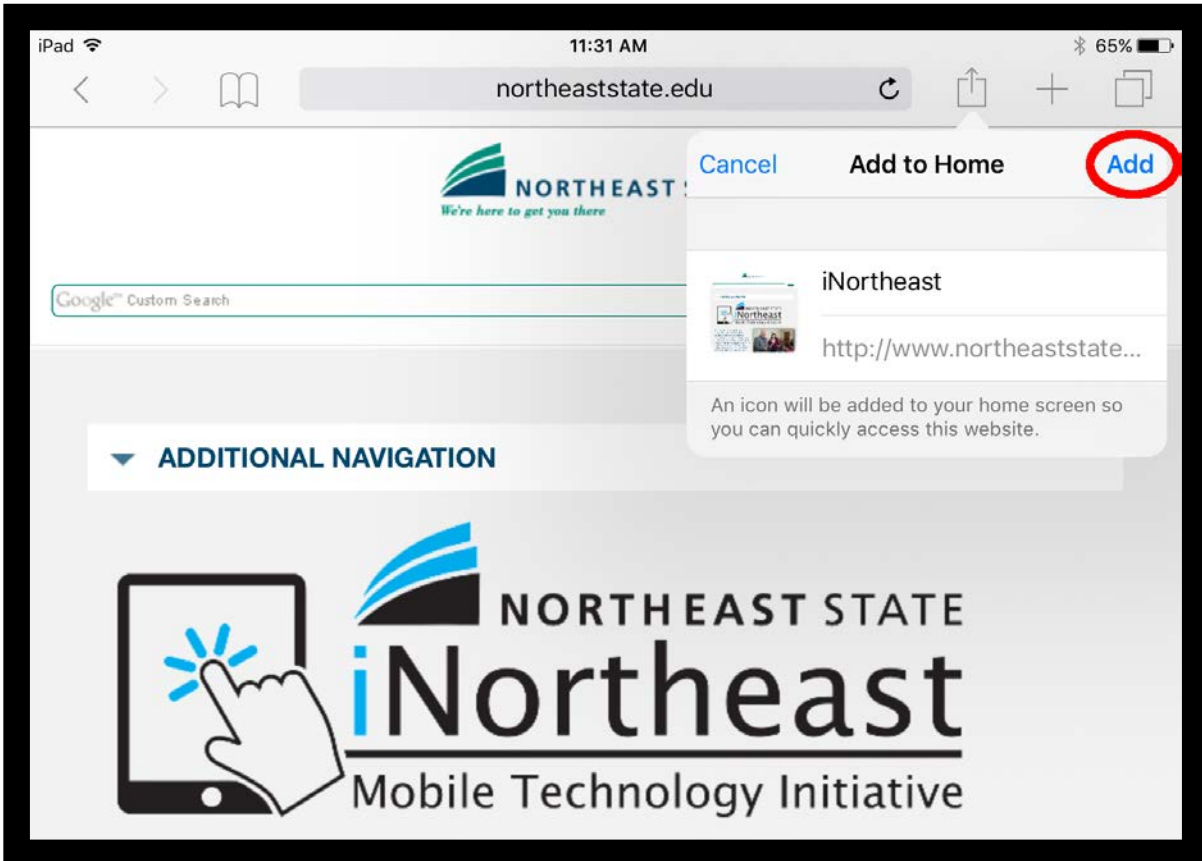 iPad 11:31 AM 65%
northeaststate.edu
Cancel Add to Home Add
NORTHEAST
We're here to get you there
iNortheast
Google™ Custom Search
http://www.northeaststate...
An icon will be added to your home screen so
you can quickly access this website.
ADDITIONAL NAVIGATION
NORTHEAST STATE
iNortheast
Mobile Technology Initiative